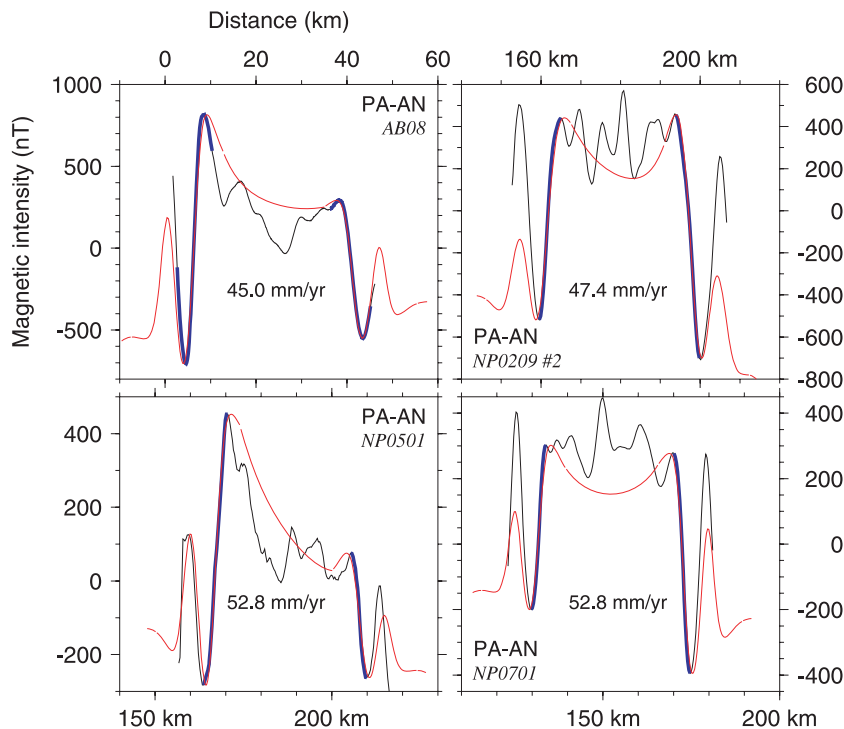 Distance (km)
0 20 40 60
160 km 200 km
Magnetic intensity (nT)
1000
500
0
-500
PA-AN
AB08
45.0 mm/yr
600
400
200
0
-200
-400
-600
-800
47.4 mm/yr
PA-AN
NP0209 #2
400
200
0
-200
PA-AN
NP0501
52.8 mm/yr
150 km 200 km
400
200
0
-200
-400
52.8 mm/yr
PA-AN
NP0701
150 km 200 km